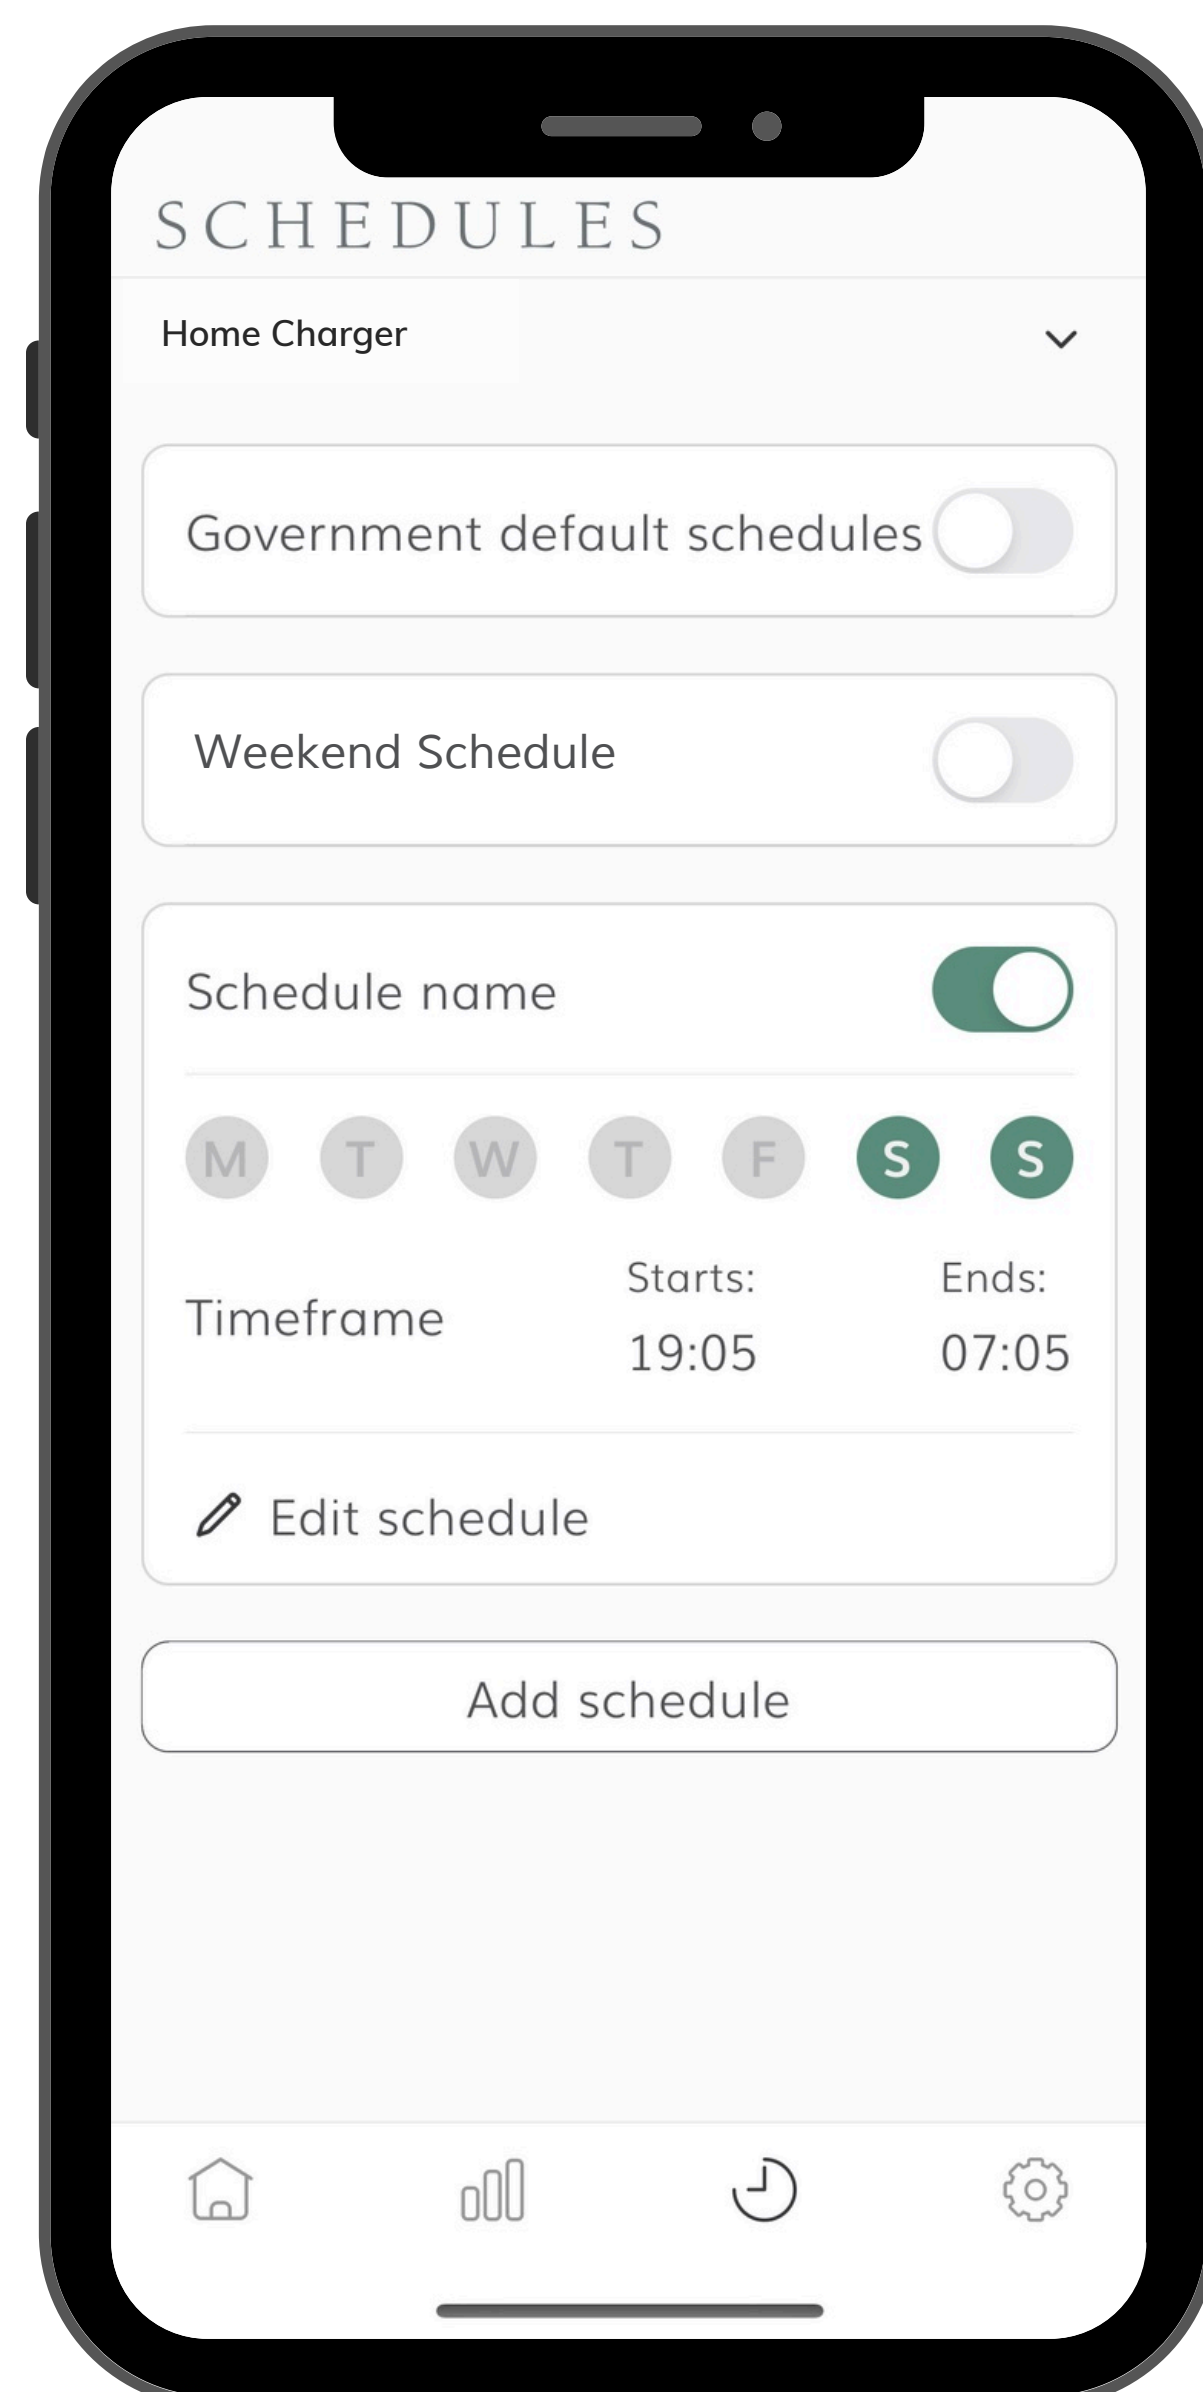 SCHEDULES
Home Charger
Government default schedules
Weekend Schedule
Schedule name
M T W T F S S
Starts: Ends:
Timeframe
19:05 07:05
Edit schedule
Add schedule